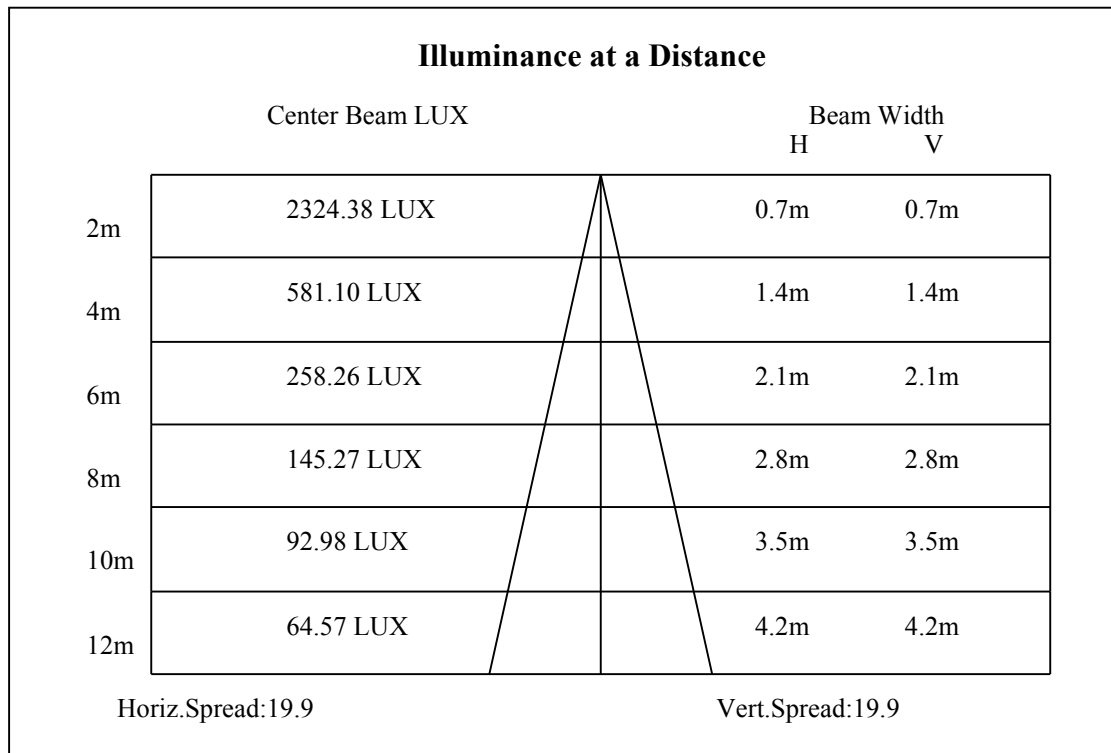 Illuminance at a Distance
Center Beam LUX Beam Width
H V
2324.38 LUX 0.7m 0.7m
2m
581.10 LUX 1.4m 1.4m
4m
258.26 LUX 2.1m 2.1m
6m
145.27 LUX 2.8m 2.8m
8m
92.98 LUX 3.5m 3.5m
10m
64.57 LUX 4.2m 4.2m
12m
Horiz.Spread:19.9 Vert.Spread:19.9